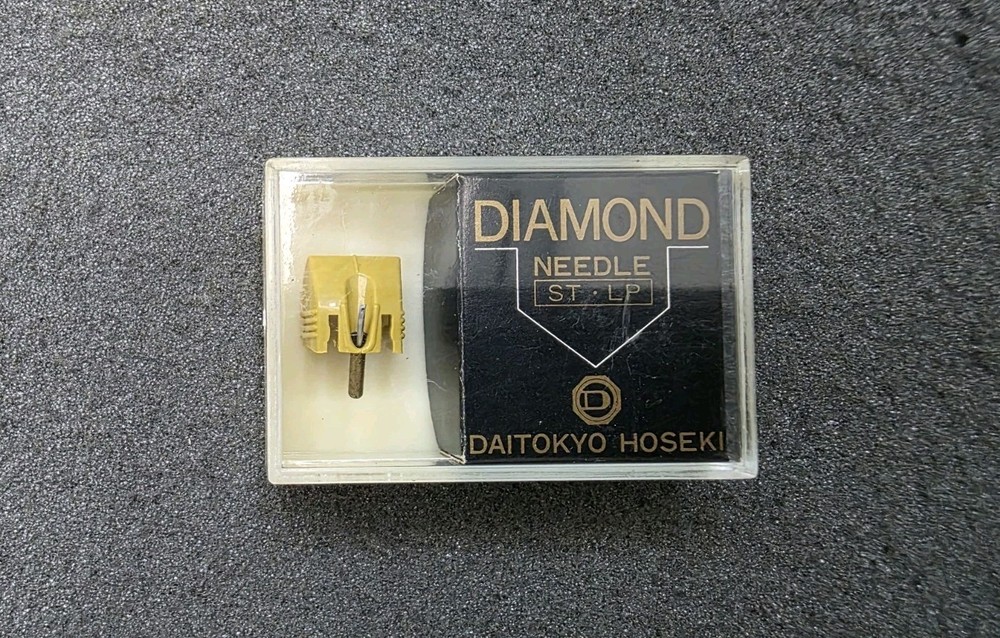 DIAMOND
NEEDLE
ST · LP
D
DAITOKYO HOSEKI